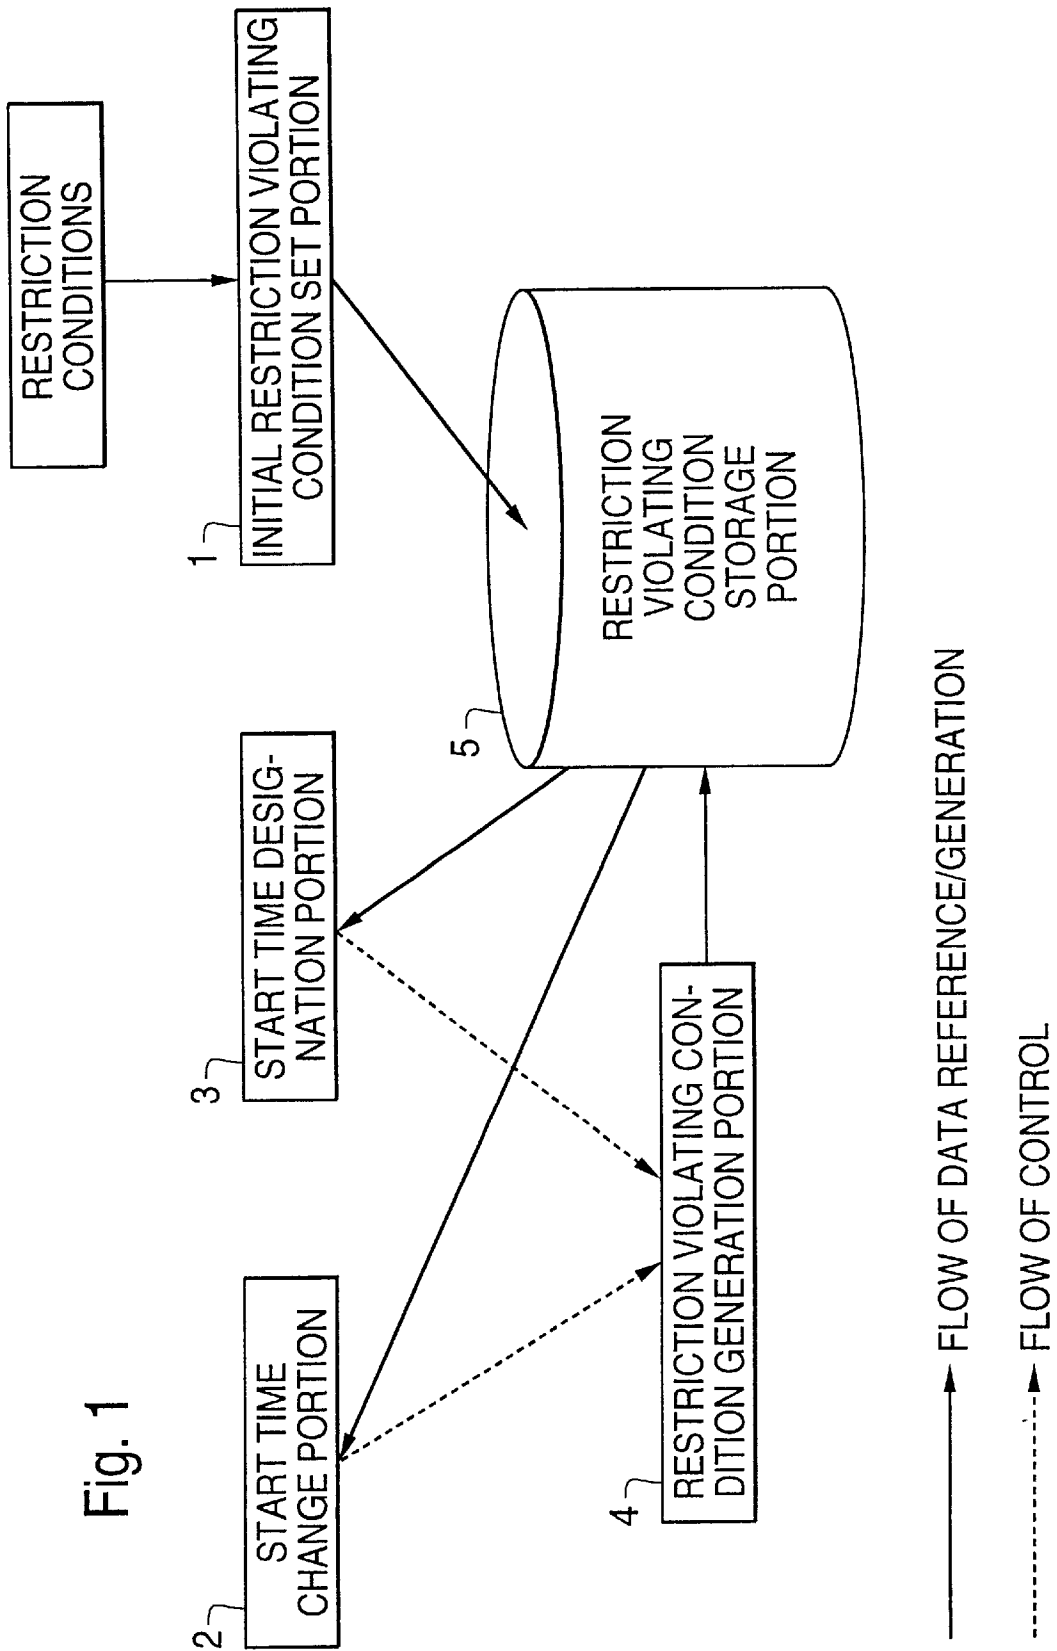 Fig. 1
2
START TIME
CHANGE PORTION
3
START TIME DESIG-
NATION PORTION
1
INITIAL RESTRICTION VIOLATING
CONDITION SET PORTION
RESTRICTION
CONDITIONS
4
RESTRICTION VIOLATING CON-
DITION GENERATION PORTION
5
RESTRICTION
VIOLATING
CONDITION
STORAGE
PORTION
FLOW OF DATA REFERENCE/GENERATION
FLOW OF CONTROL